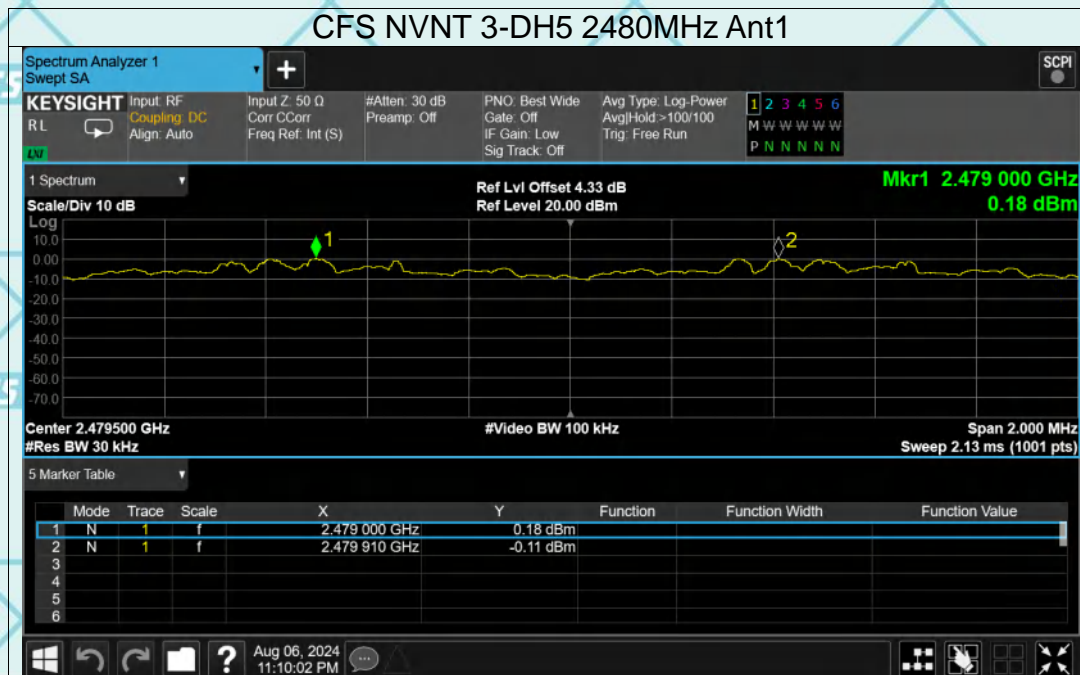 CFS NVNT 3-DH5 2480MHz Ant1
Spectrum Analyzer 1
Swept SA
+
SCPI
KEYSIGHT Input: RF Input Z: 50 Ω #Atten: 30 dB PNO: Best Wide Avg Type: Log-Power 1 2 3 4 5 6
RL Coupling: DC Corr CCorr Preamp: Off Gate: Off Avg|Hold:>100/100 M W W W W W
Align: Auto Freq Ref: Int (S) IF Gain: Low Trig: Free Run P N N N N N
LXI Sig Track: Off
1 Spectrum Ref Lvl Offset 4.33 dB Mkr1 2.479 000 GHz
Scale/Div 10 dB Ref Level 20.00 dBm 0.18 dBm
Log
10.0 1 2
0.00
-10.0
-20.0
-30.0
-40.0
-50.0
-60.0
-70.0
Center 2.479500 GHz #Video BW 100 kHz Span 2.000 MHz
#Res BW 30 kHz Sweep 2.13 ms (1001 pts)
5 Marker Table
Mode Trace Scale X Y Function Function Width Function Value
1 N 1 f 2.479 000 GHz 0.18 dBm
2 N 1 f 2.479 910 GHz -0.11 dBm
3
4
5
6
? Aug 06, 2024
11:10:02 PM